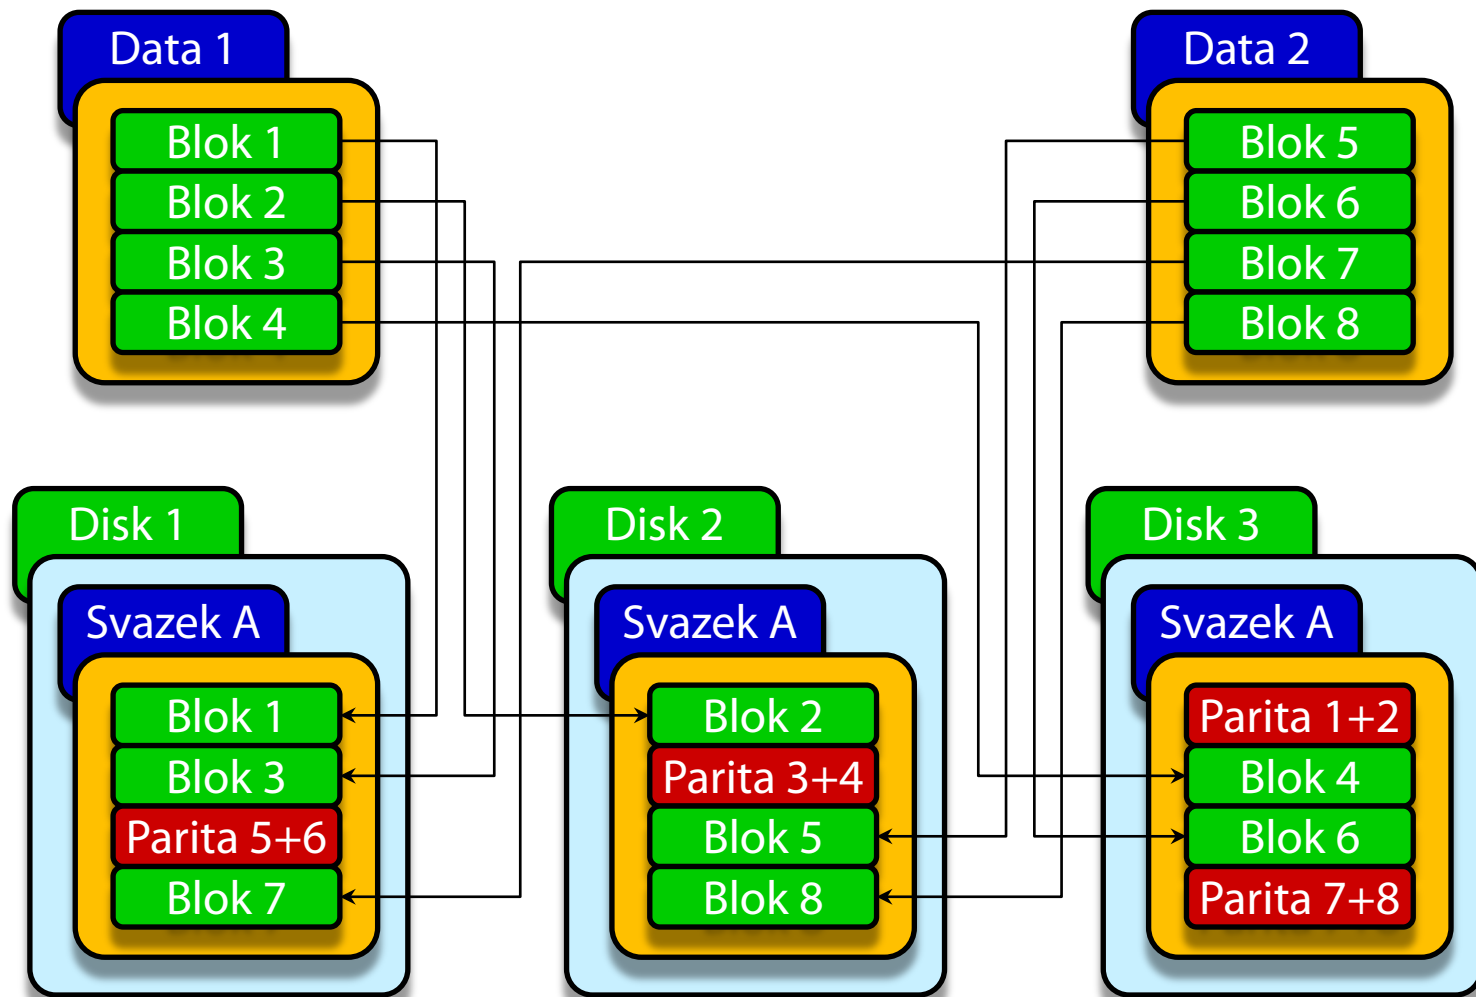 Data 1
Blok 1
Blok 2
Blok 3
Blok 4
Data 2
Blok 5
Blok 6
Blok 7
Blok 8
Disk 1
Svazek A
Blok 1
Blok 3
Parita 5+6
Blok 7
Disk 2
Svazek A
Blok 2
Parita 3+4
Blok 5
Blok 8
Disk 3
Svazek A
Parita 1+2
Blok 4
Blok 6
Parita 7+8